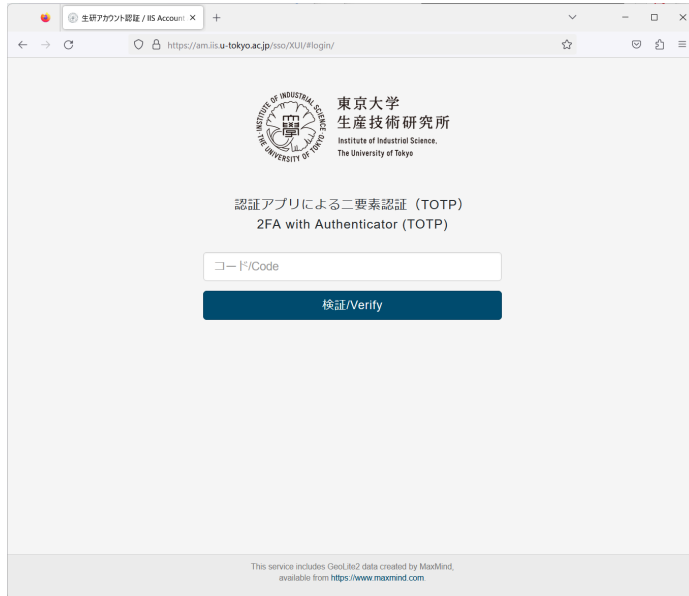 生研アカウント認証 / IIS Account
https://am.iis.u-tokyo.ac.jp/sso/XUI/#login/
INSTITUTE OF INDUSTRIAL SCIENCE
THE UNIVERSITY OF TOKYO
東京大学
生産技術研究所
Institute of Industrial Science,
The University of Tokyo
認証アプリによる二要素認証（TOTP）
2FA with Authenticator (TOTP)
コード/Code
検証/Verify
This service includes GeoLite2 data created by MaxMind,
available from https://www.maxmind.com.